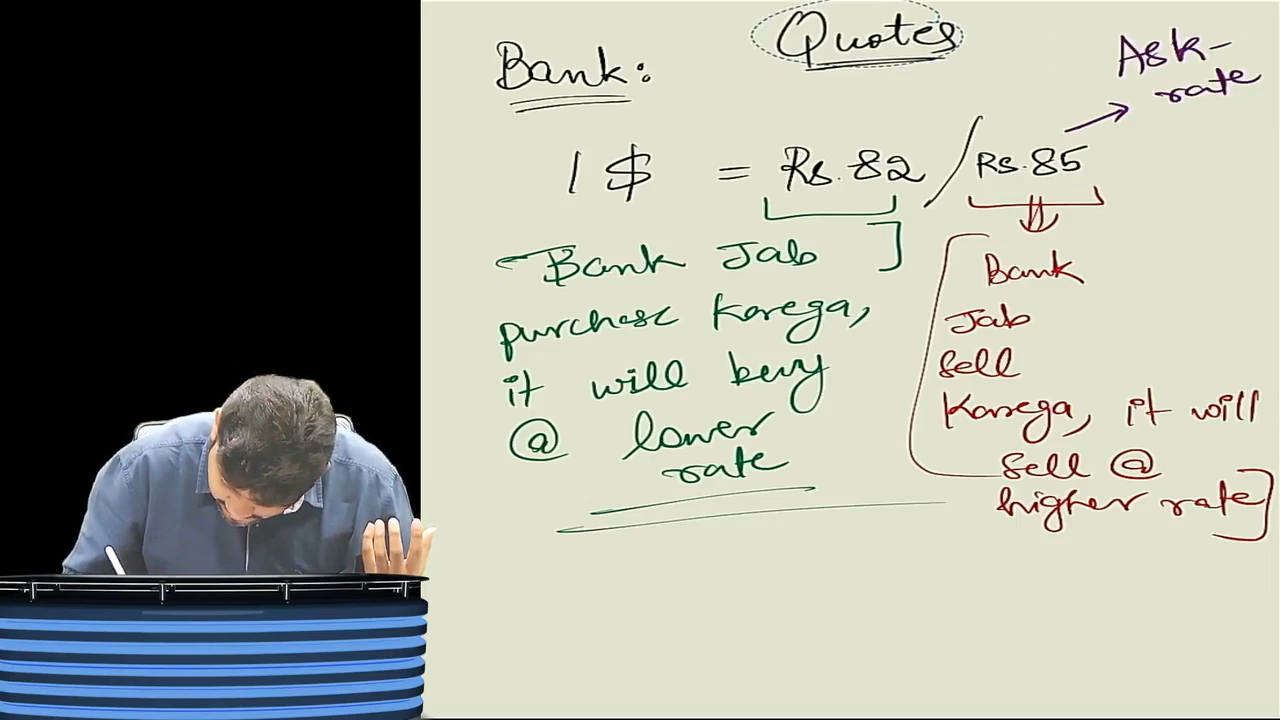 Quotes
Bank:
Ask-
rate
1 $ = Rs. 82 / Rs. 85
Bank Jab
purchase Karega,
it will buy
@ lower
rate
Bank
Jab
Sell
Karega, it will
Sell @
higher rate